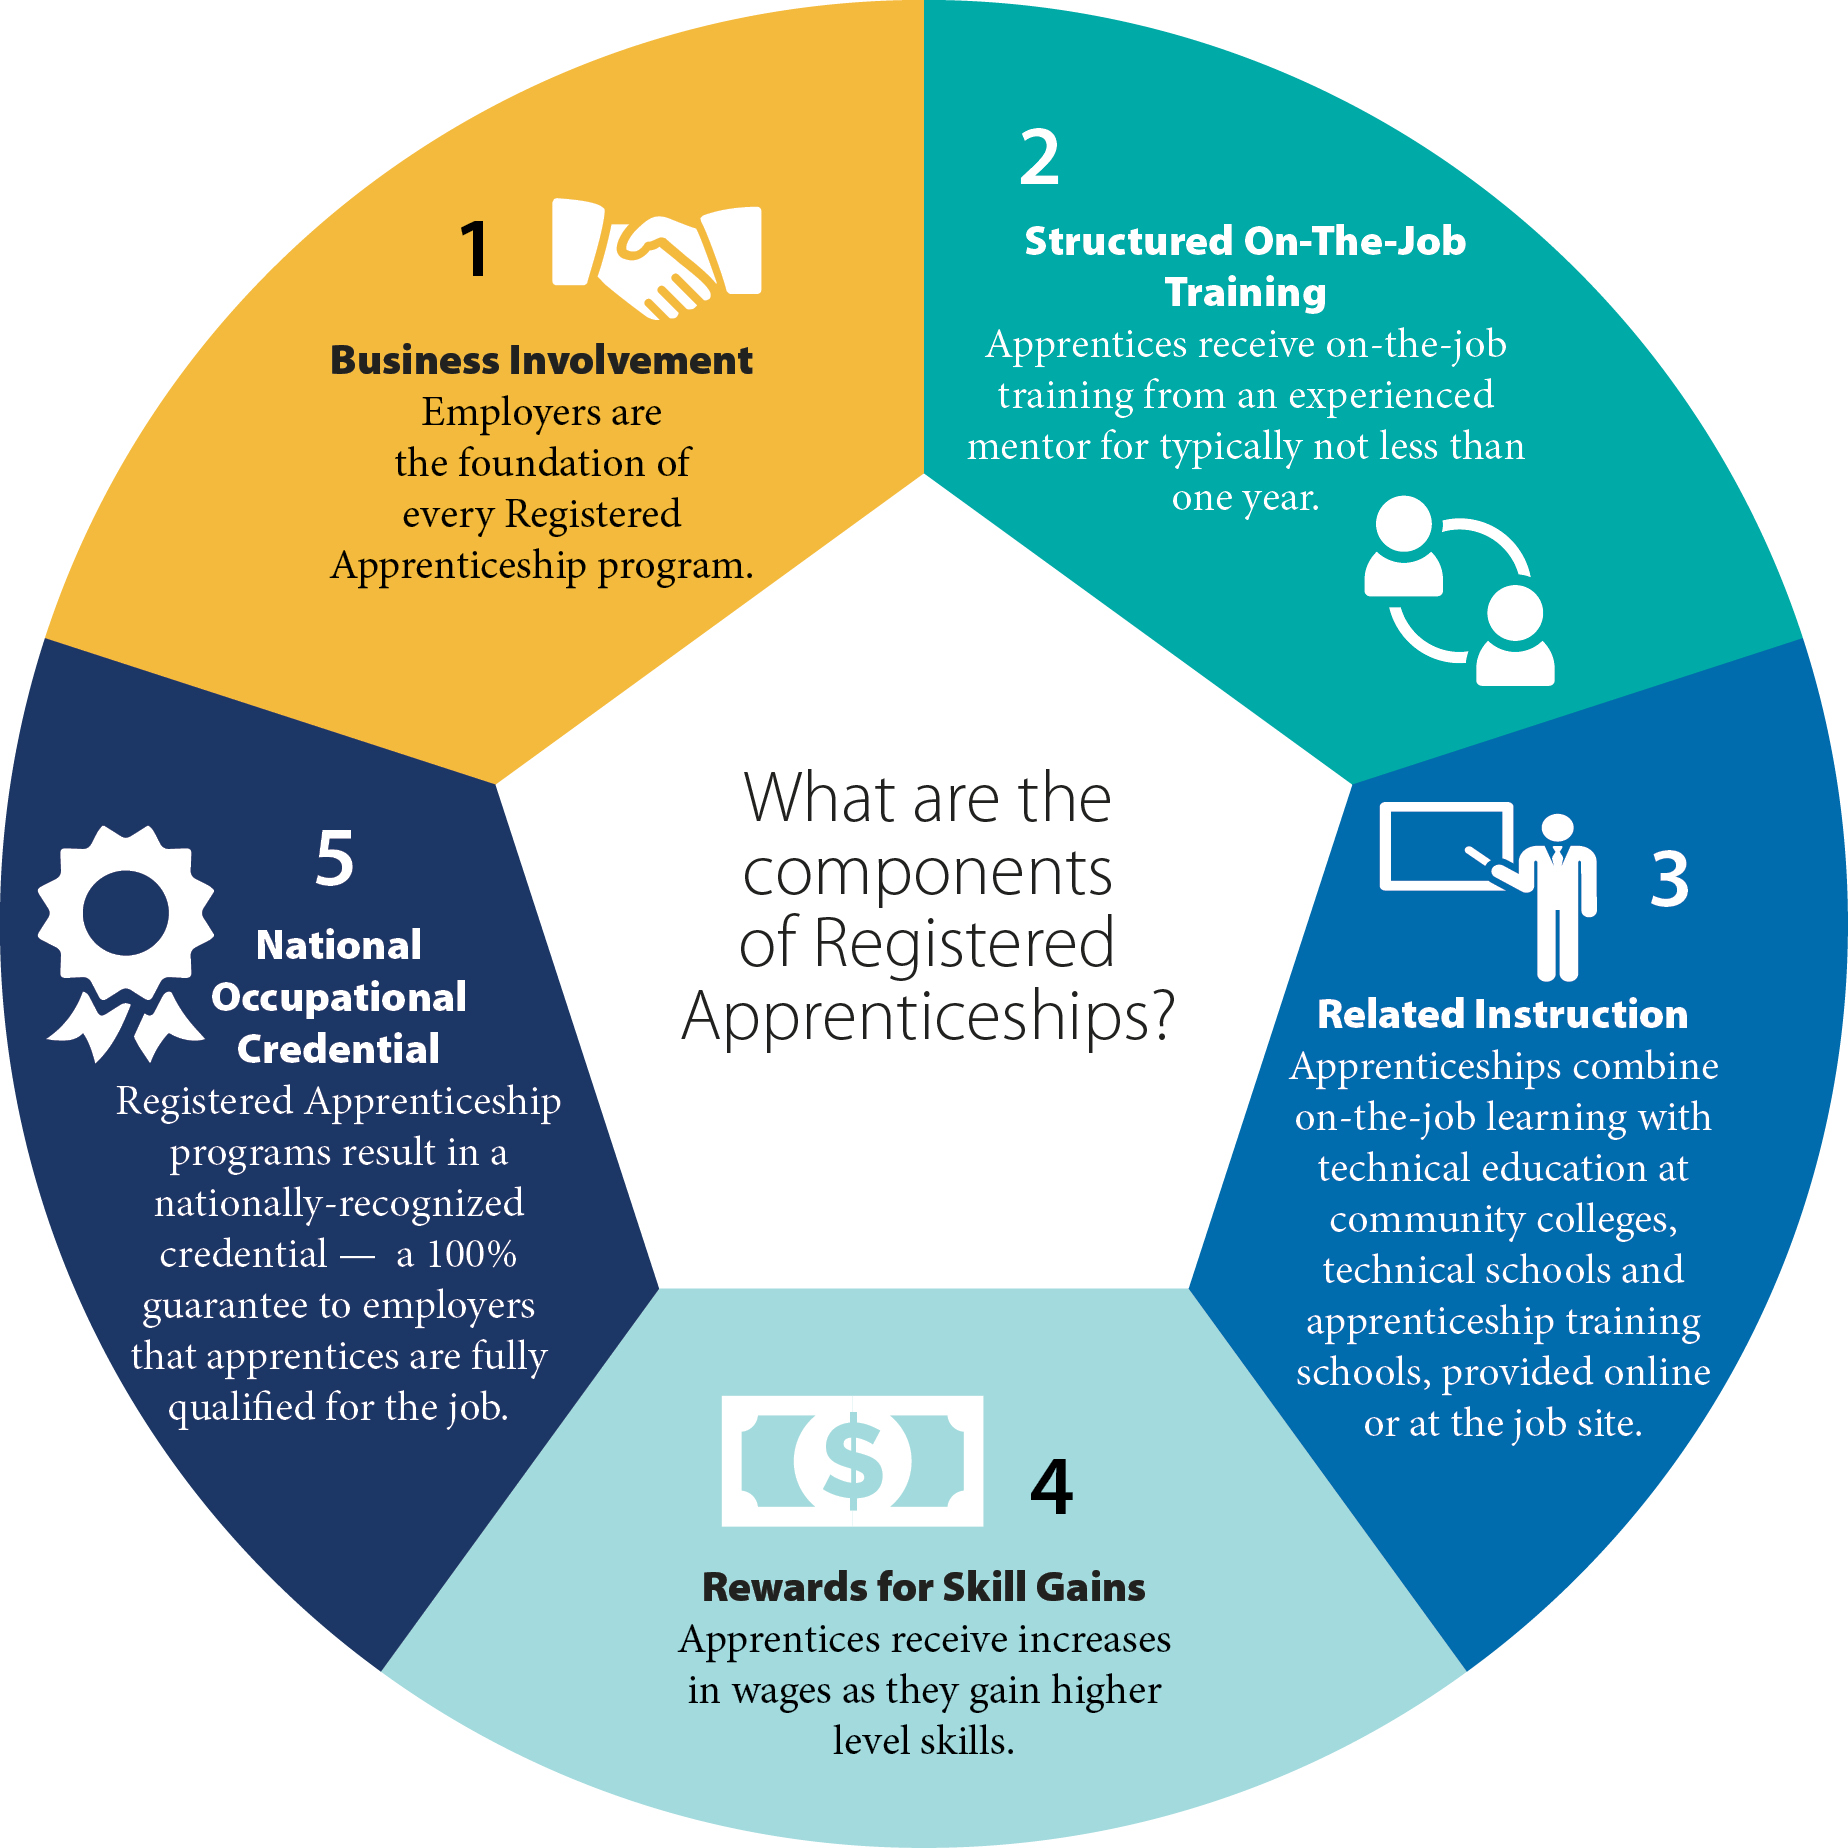 What are the
components
of Registered
Apprenticeships?
1
Business Involvement
Employers are
the foundation of
every Registered
Apprenticeship program.
2
Structured On-The-Job
Training
Apprentices receive on-the-job
training from an experienced
mentor for typically not less than
one year.
3
Related Instruction
Apprenticeships combine
on-the-job learning with
technical education at
community colleges,
technical schools and
apprenticeship training
schools, provided online
or at the job site.
$
4
Rewards for Skill Gains
Apprentices receive increases
in wages as they gain higher
level skills.
5
National
Occupational
Credential
Registered Apprenticeship
programs result in a
nationally-recognized
credential — a 100%
guarantee to employers
that apprentices are fully
qualified for the job.